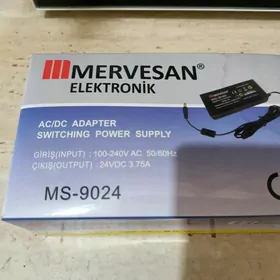 MERVESAN®
ELEKTRONİK
AC/DC ADAPTER
SWITCHING POWER SUPPLY
GİRİŞ(INPUT) : 100-240V AC 50/60Hz
ÇIKIŞ(OUTPUT) : 24VDC 3.75A
MS-9024
MERVESAN